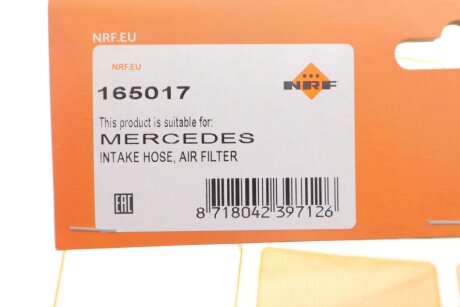 NRF.EU
NRF.EU
NRF
165017
This product is suitable for:
MERCEDES
INTAKE HOSE, AIR FILTER
EAC
8 718042 397126